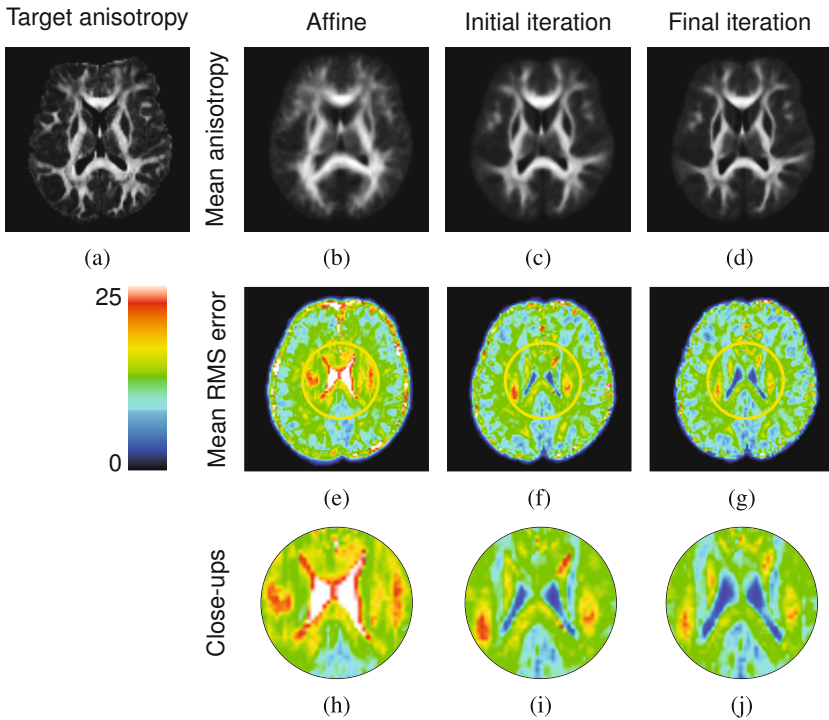 Target anisotropy
Affine
Initial iteration
Final iteration
Mean anisotropy
(a)
(b)
(c)
(d)
25
0
Mean RMS error
(e)
(f)
(g)
Close-ups
(h)
(i)
(j)